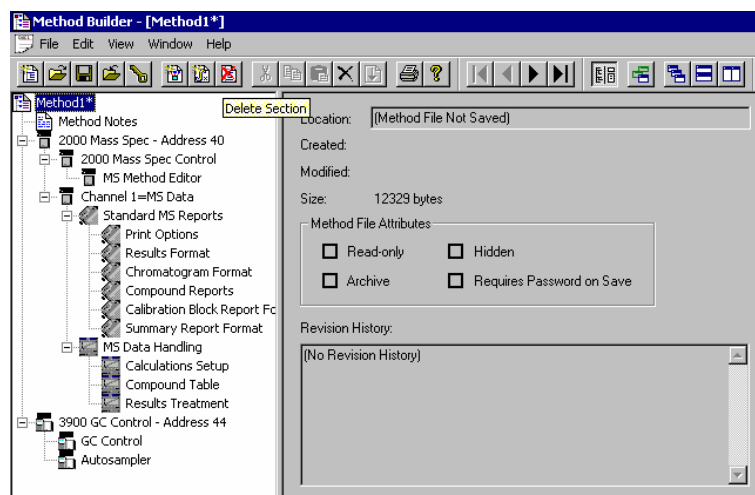 Method Builder - [Method1*]
File Edit View Window Help
Delete Section
Method1*
Method Notes
2000 Mass Spec - Address 40
2000 Mass Spec Control
MS Method Editor
Channel 1=MS Data
Standard MS Reports
Print Options
Results Format
Chromatogram Format
Compound Reports
Calibration Block Report Fo
Summary Report Format
MS Data Handling
Calculations Setup
Compound Table
Results Treatment
3900 GC Control - Address 44
GC Control
Autosampler
Location: (Method File Not Saved)
Created:
Modified:
Size: 12329 bytes
Method File Attributes
Read-only Hidden
Archive Requires Password on Save
Revision History:
(No Revision History)